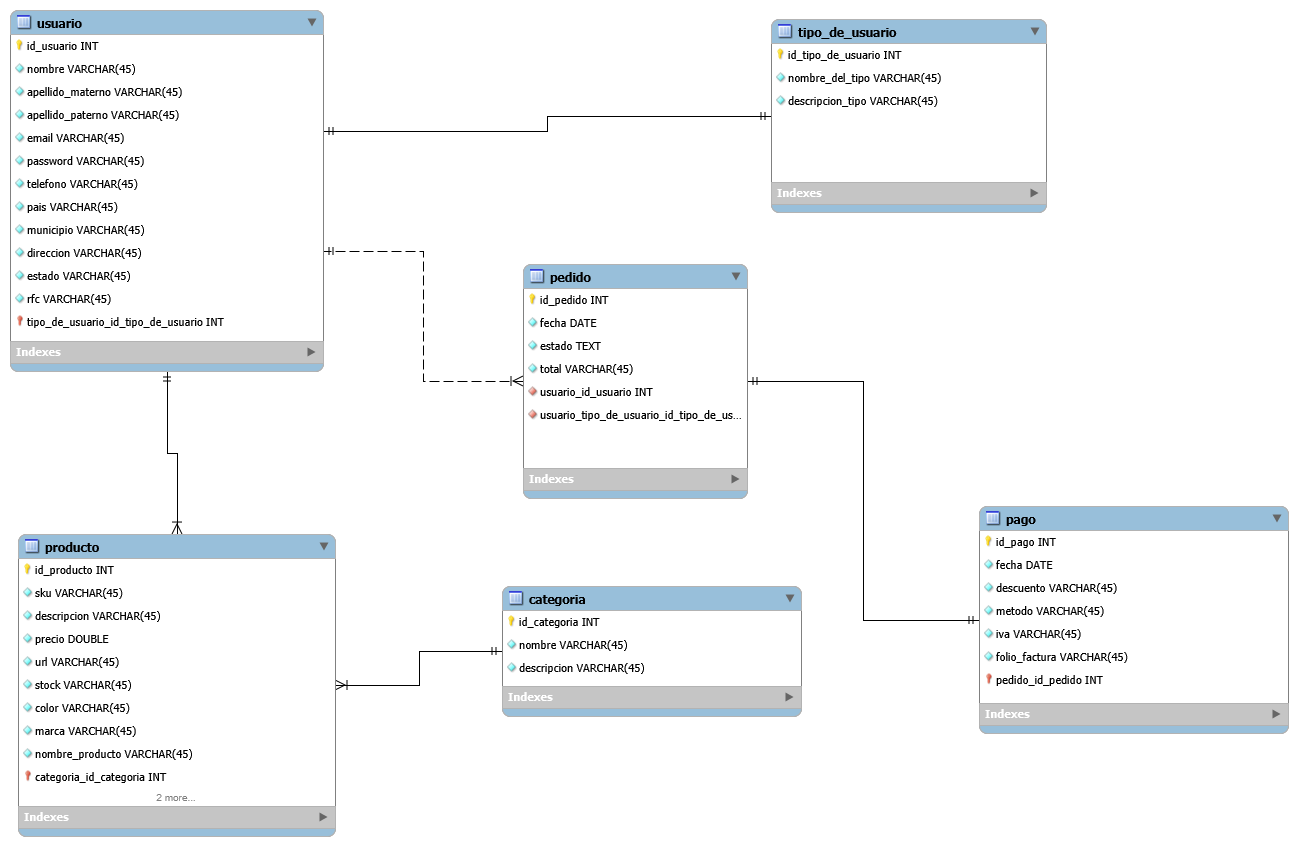 usuario
id_usuario INT
nombre VARCHAR(45)
apellido_materno VARCHAR(45)
apellido_paterno VARCHAR(45)
email VARCHAR(45)
password VARCHAR(45)
telefono VARCHAR(45)
pais VARCHAR(45)
municipio VARCHAR(45)
direccion VARCHAR(45)
estado VARCHAR(45)
rfc VARCHAR(45)
tipo_de_usuario_id_tipo_de_usuario INT
Indexes
tipo_de_usuario
id_tipo_de_usuario INT
nombre_del_tipo VARCHAR(45)
descripcion_tipo VARCHAR(45)
Indexes
pedido
id_pedido INT
fecha DATE
estado TEXT
total VARCHAR(45)
usuario_id_usuario INT
usuario_tipo_de_usuario_id_tipo_de_us...
Indexes
producto
id_producto INT
sku VARCHAR(45)
descripcion VARCHAR(45)
precio DOUBLE
url VARCHAR(45)
stock VARCHAR(45)
color VARCHAR(45)
marca VARCHAR(45)
nombre_producto VARCHAR(45)
categoria_id_categoria INT
2 more...
Indexes
categoria
id_categoria INT
nombre VARCHAR(45)
descripcion VARCHAR(45)
Indexes
pago
id_pago INT
fecha DATE
descuento VARCHAR(45)
metodo VARCHAR(45)
iva VARCHAR(45)
folio_factura VARCHAR(45)
pedido_id_pedido INT
Indexes